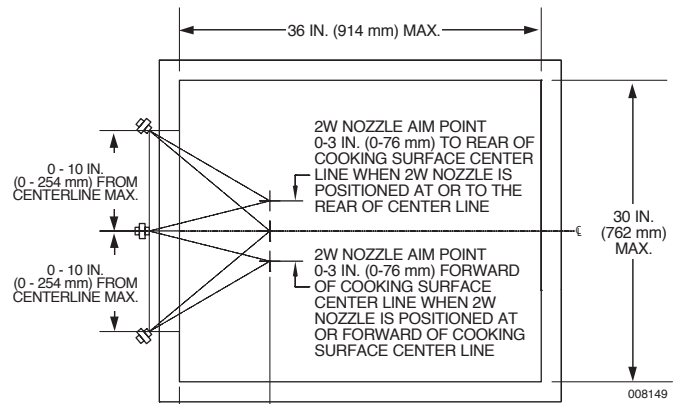 36 IN. (914 mm) MAX.
2W NOZZLE AIM POINT
0-3 IN. (0-76 mm) TO REAR OF
COOKING SURFACE CENTER
LINE WHEN 2W NOZZLE IS
POSITIONED AT OR TO THE
REAR OF CENTER LINE
0 - 10 IN.
(0 - 254 mm) FROM
CENTERLINE MAX.
30 IN.
(762 mm)
MAX.
℄
0 - 10 IN.
(0 - 254 mm) FROM
CENTERLINE MAX.
2W NOZZLE AIM POINT
0-3 IN. (0-76 mm) FORWARD
OF COOKING SURFACE
CENTER LINE WHEN 2W
NOZZLE IS POSITIONED AT
OR FORWARD OF COOKING
SURFACE CENTER LINE
008149